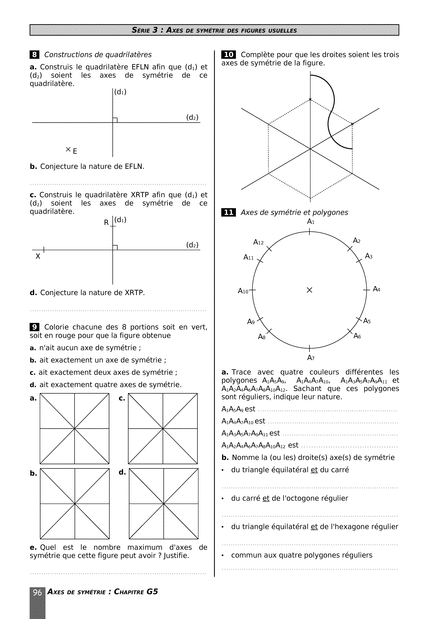 SÉRIE 3 : AXES DE SYMÉTRIE DES FIGURES USUELLES
8 Constructions de quadrilatères
a. Construis le quadrilatère EFLN afin que (d₁) et
(d₂) soient les axes de symétrie de ce
quadrilatère.
(d₁)
(d₂)
E
b. Conjecture la nature de EFLN.
c. Construis le quadrilatère XRTP afin que (d₁) et
(d₂) soient les axes de symétrie de ce
quadrilatère.
R (d₁)
(d₂)
X
d. Conjecture la nature de XRTP.
9 Colorie chacune des 8 portions soit en vert,
soit en rouge pour que la figure obtenue
a. n'ait aucun axe de symétrie ;
b. ait exactement un axe de symétrie ;
c. ait exactement deux axes de symétrie ;
d. ait exactement quatre axes de symétrie.
a. c.
b. d.
e. Quel est le nombre maximum d'axes de
symétrie que cette figure peut avoir ? Justifie.
10 Complète pour que les droites soient les trois
axes de symétrie de la figure.
11 Axes de symétrie et polygones
A₁
A₁₂ A₂
A₁₁ A₃
A₁₀ A₄
A₉ A₅
A₈ A₆
A₇
a. Trace avec quatre couleurs différentes les
polygones A₁A₅A₉, A₁A₄A₇A₁₀, A₁A₃A₅A₇A₉A₁₁ et
A₁A₂A₄A₅A₇A₈A₁₀A₁₂. Sachant que ces polygones
sont réguliers, indique leur nature.
A₁A₅A₉ est
A₁A₄A₇A₁₀ est
A₁A₃A₅A₇A₉A₁₁ est
A₁A₂A₄A₅A₇A₈A₁₀A₁₂ est
b. Nomme la (ou les) droite(s) axe(s) de symétrie
• du triangle équilatéral et du carré
• du carré et de l'octogone régulier
• du triangle équilatéral et de l'hexagone régulier
• commun aux quatre polygones réguliers
96 AXES DE SYMÉTRIE : CHAPITRE G5